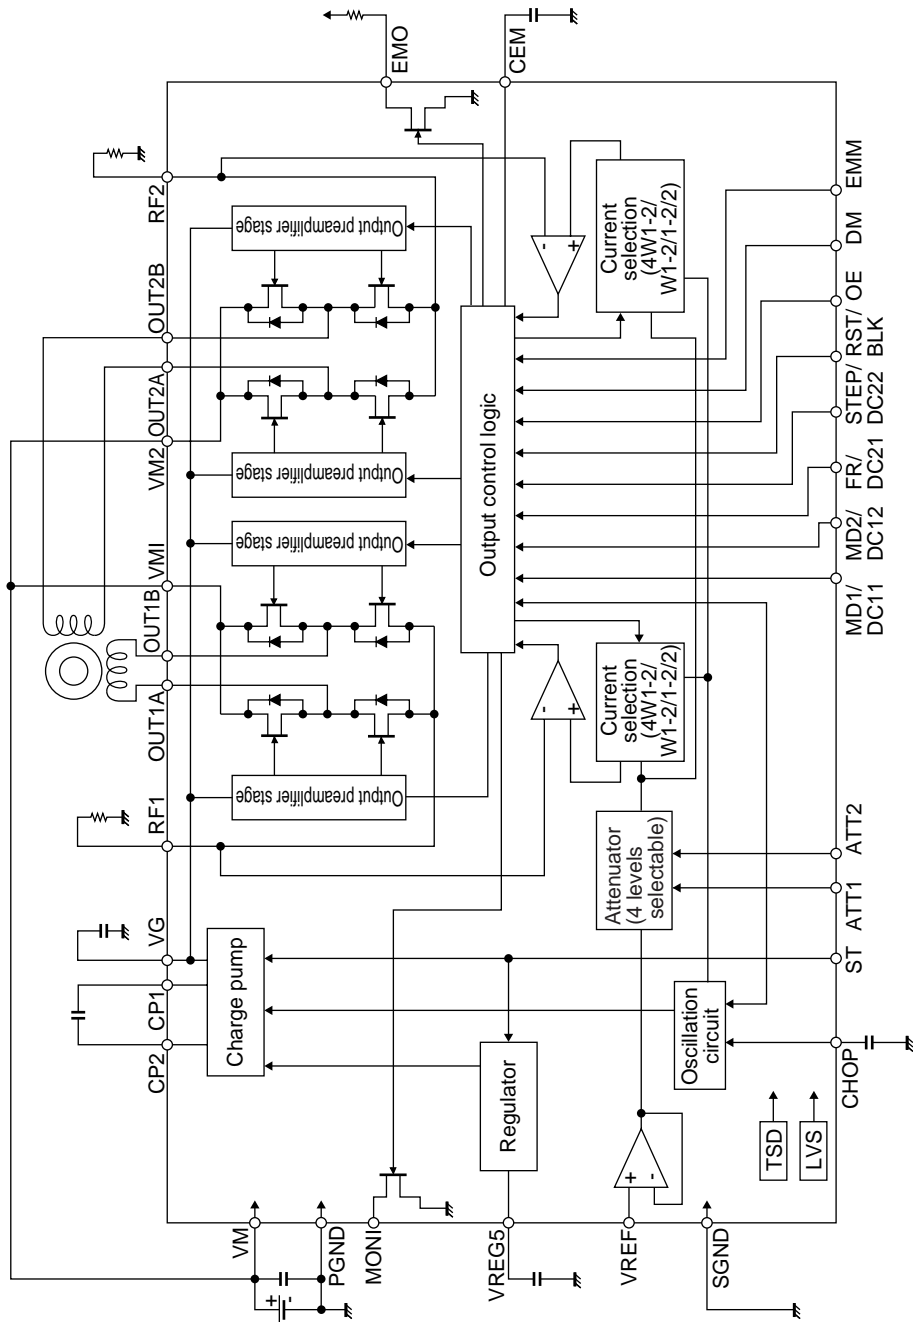 EMO
CEM
RF2
OUT2B
OUT2A
VM2
VMI
OUT1B
OUT1A
RF1
VG
CP1
CP2
Output preamplifier stage
Output preamplifier stage
Output preamplifier stage
Output preamplifier stage
Output control logic
-
+
Current
selection
(4W1-2/
W1-2/1-2/2)
-
+
Current
selection
(4W1-2/
W1-2/1-2/2)
Attenuator
(4 levels
selectable)
Charge pump
Regulator
Oscillation
circuit
TSD
LVS
+
-
EMM
DM
OE
RST/
BLK
STEP/
DC22
FR/
DC21
MD2/
DC12
MD1/
DC11
ATT2
ATT1
ST
CHOP
VM
PGND
MONI
VREG5
VREF
SGND
+
-